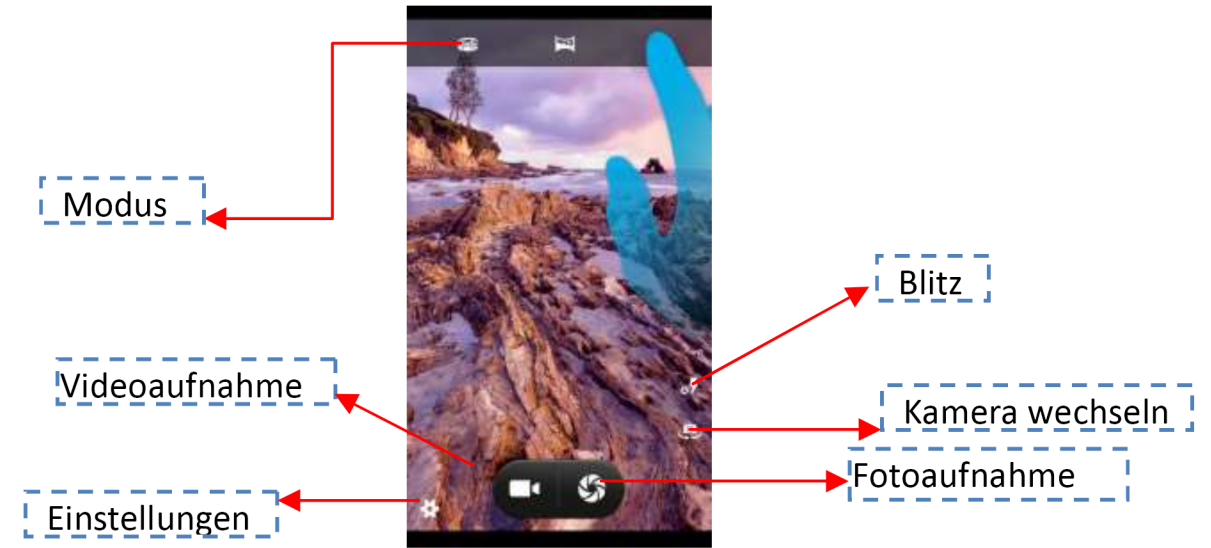 Modus
Blitz
Videoaufnahme
Kamera wechseln
Fotoaufnahme
Einstellungen